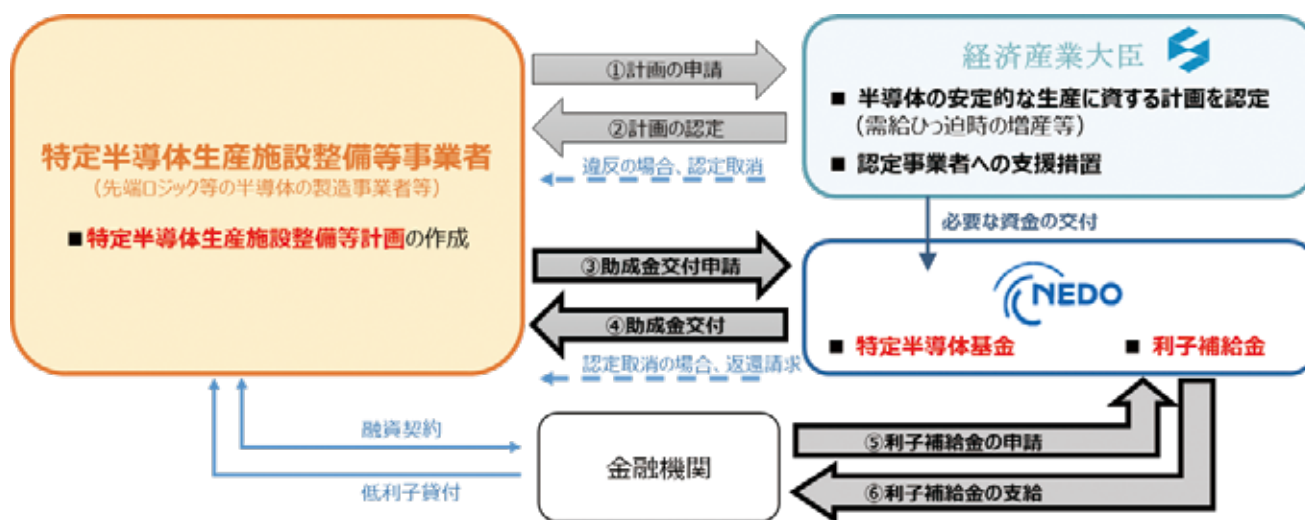 特定半導体生産施設整備等事業者
(先端ロジック等の半導体の製造事業者等)
■特定半導体生産施設整備等計画の作成
①計画の申請
②計画の認定
違反の場合、認定取消
経済産業大臣
■ 半導体の安定的な生産に資する計画を認定
(需給ひっ迫時の増産等)
■ 認定事業者への支援措置
必要な資金の交付
③助成金交付申請
④助成金交付
認定取消の場合、返還請求
NEDO
■ 特定半導体基金 ■ 利子補給金
融資契約
低利子貸付
金融機関
⑤利子補給金の申請
⑥利子補給金の支給